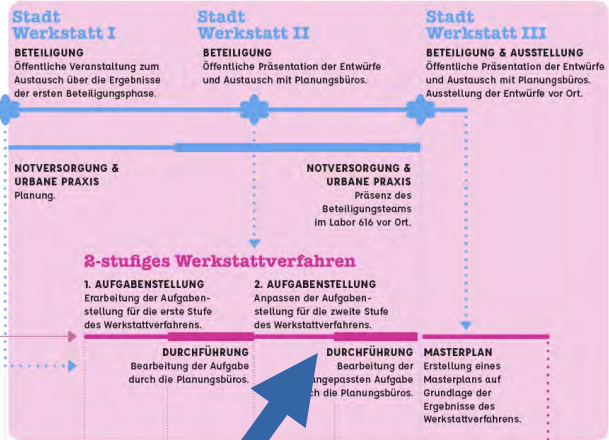 Stadt
Werkstatt I
BETEILIGUNG
Öffentliche Veranstaltung zum
Austausch über die Ergebnisse
der ersten Beteiligungsphase.
Stadt
Werkstatt II
BETEILIGUNG
Öffentliche Präsentation der Entwürfe
und Austausch mit Planungsbüros.
Stadt
Werkstatt III
BETEILIGUNG & AUSSTELLUNG
Öffentliche Präsentation der Entwürfe
und Austausch mit Planungsbüros.
Ausstellung der Entwürfe vor Ort.
NOTVERSORGUNG &
URBANE PRAXIS
Planung.
NOTVERSORGUNG &
URBANE PRAXIS
Präsenz des
Beteiligungsteams
im Labor 616 vor Ort.
2-stufiges Werkstattverfahren
1. AUFGABENSTELLUNG
Erarbeitung der Aufgaben-
stellung für die erste Stufe
des Werkstattverfahrens.
2. AUFGABENSTELLUNG
Anpassen der Aufgaben-
stellung für die zweite Stufe
des Werkstattverfahrens.
DURCHFÜHRUNG
Bearbeitung der Aufgabe
durch die Planungsbüros.
DURCHFÜHRUNG
Bearbeitung der
ngepassten Aufgabe
ch die Planungsbüros.
MASTERPLAN
Erstellung eines
Masterplans auf
Grundlage der
Ergebnisse des
Werkstattverfahrens.